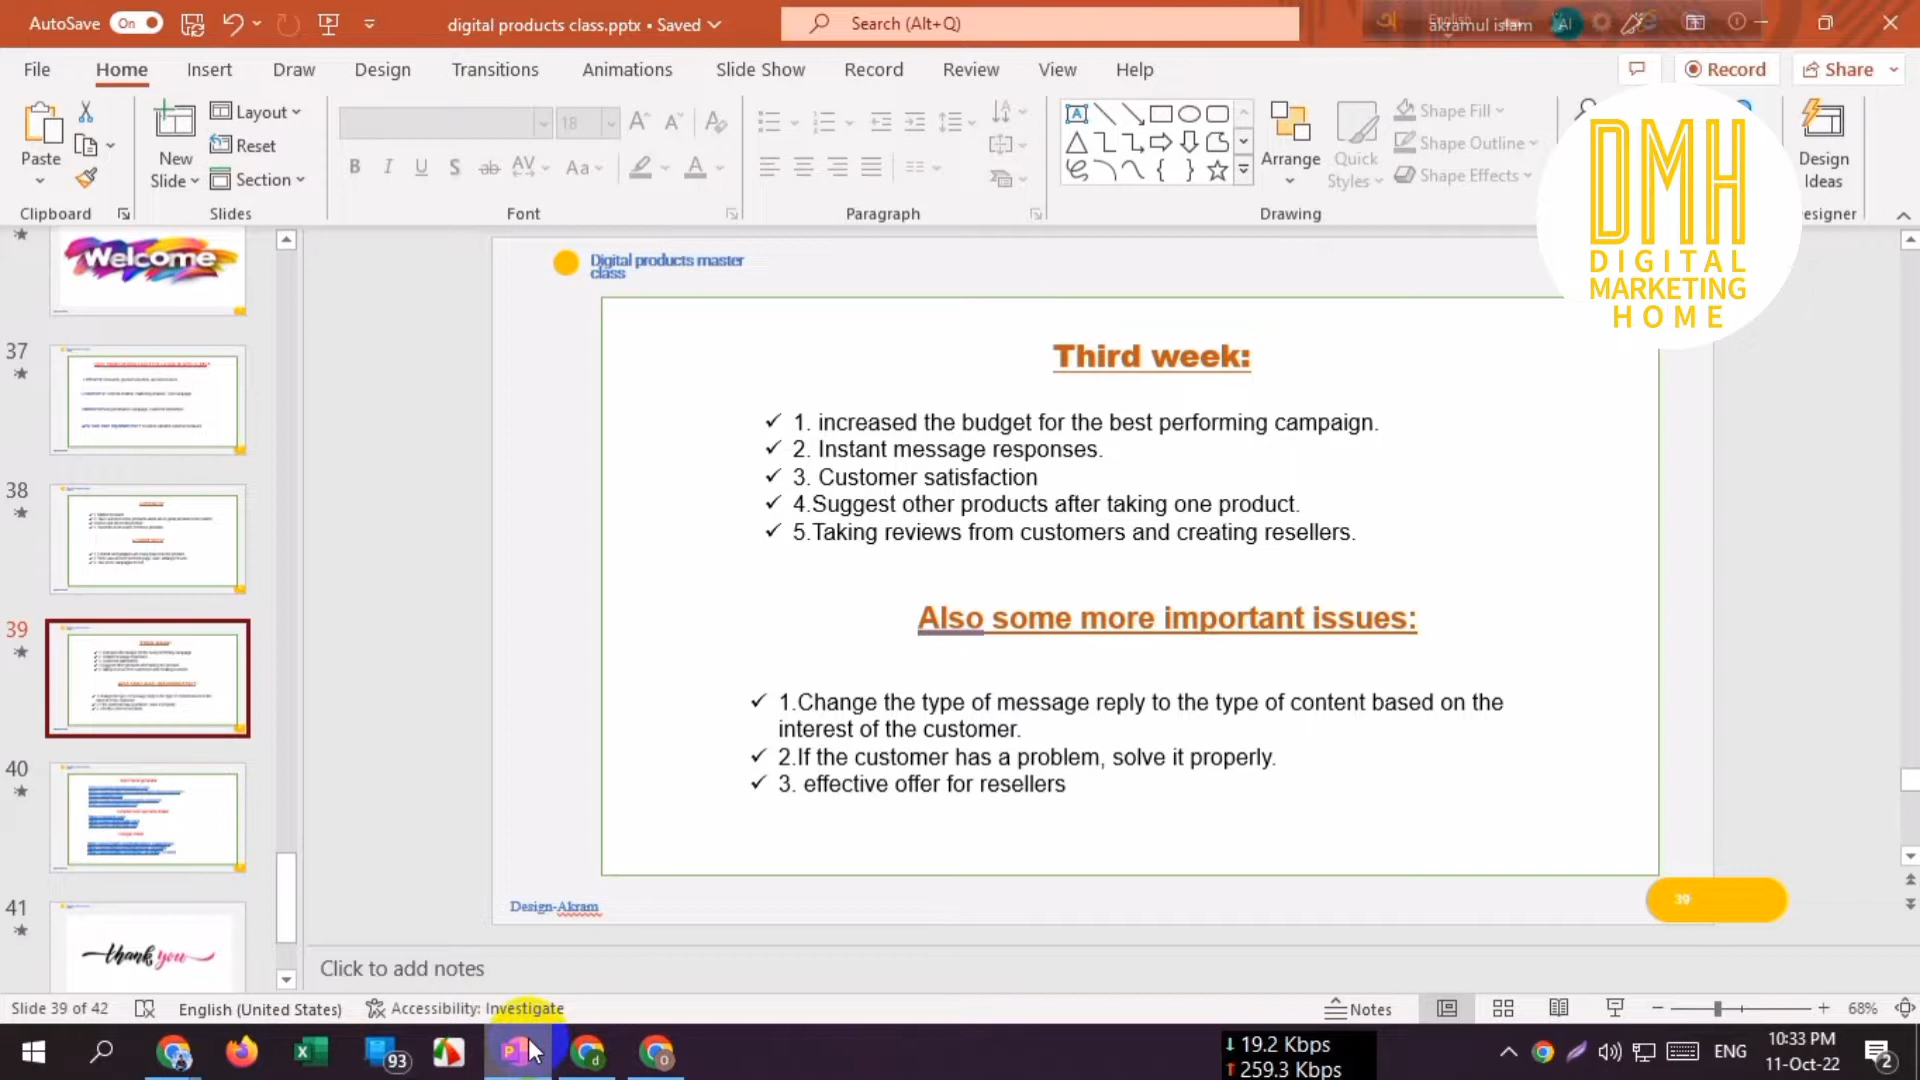 AutoSave On
digital products class.pptx • Saved
Search (Alt+Q)
akramul islam AI
File Home Insert Draw Design Transitions Animations Slide Show Record Review View Help
Record Share
Paste
New
Slide
Layout
Reset
Section
18
Arrange
Quick
Styles
Shape Fill
Shape Outline
Shape Effects
Design
Ideas
Clipboard Slides Font Paragraph Drawing esigner
DMH
DIGITAL
MARKETING
HOME
Welcome
37
38
39
40
41
thank you
Digital products master
class
Third week:
✓ 1. increased the budget for the best performing campaign.
✓ 2. Instant message responses.
✓ 3. Customer satisfaction
✓ 4.Suggest other products after taking one product.
✓ 5.Taking reviews from customers and creating resellers.
Also some more important issues:
✓ 1.Change the type of message reply to the type of content based on the
interest of the customer.
✓ 2.If the customer has a problem, solve it properly.
✓ 3. effective offer for resellers
Design-Akram
39
Click to add notes
Slide 39 of 42 English (United States) Accessibility: Investigate Notes 68%
93
↓ 19.2 Kbps
↑ 259.3 Kbps
ENG
10:33 PM
11-Oct-22
2